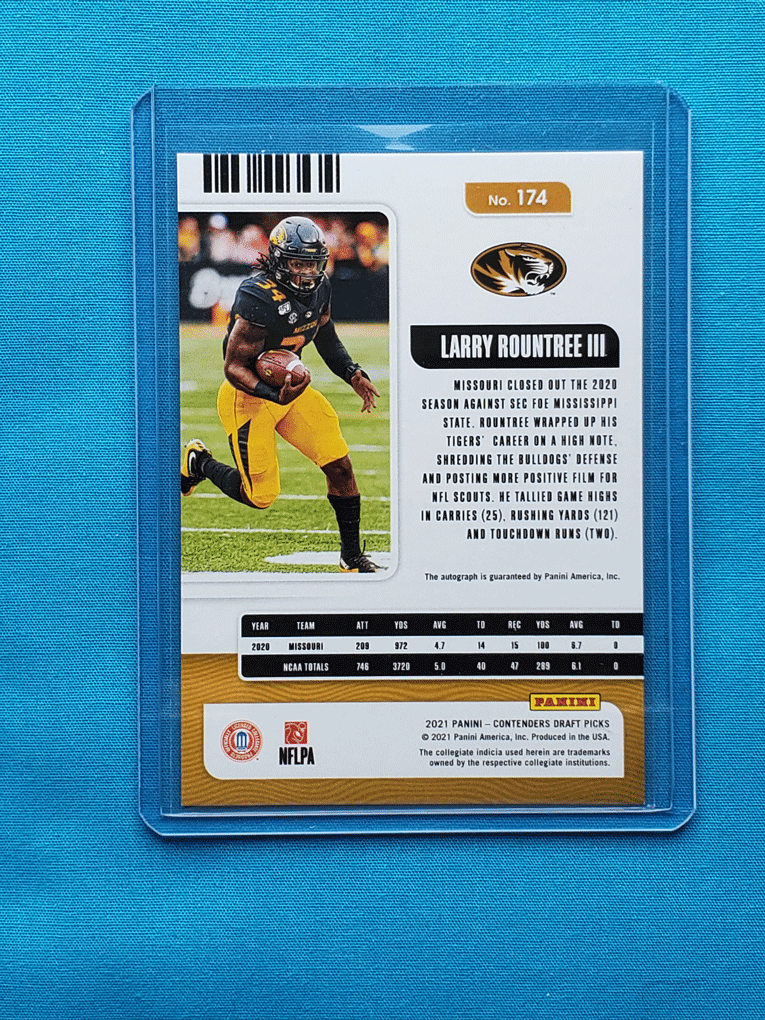 No. 174
LARRY ROUNTREE III
MISSOURI CLOSED OUT THE 2020
SEASON AGAINST SEC FOE MISSISSIPPI
STATE. ROUNTREE WRAPPED UP HIS
TIGERS' CAREER ON A HIGH NOTE,
SHREDDING THE BULLDOGS' DEFENSE
AND POSTING MORE POSITIVE FILM FOR
NFL SCOUTS. HE TALLIED GAME HIGHS
IN CARRIES (25), RUSHING YARDS (121)
AND TOUCHDOWN RUNS (TWO).
The autograph is guaranteed by Panini America, Inc.
YEAR TEAM ATT YDS AVG TD REC YDS AVG TD
2020 MISSOURI 209 972 4.7 14 15 100 6.7 0
NCAA TOTALS 746 3720 5.0 40 47 289 6.1 0
PANINI
2021 PANINI – CONTENDERS DRAFT PICKS
© 2021 Panini America, Inc. Produced in the USA.
The collegiate indicia used herein are trademarks
owned by the respective collegiate institutions.
NFLPA